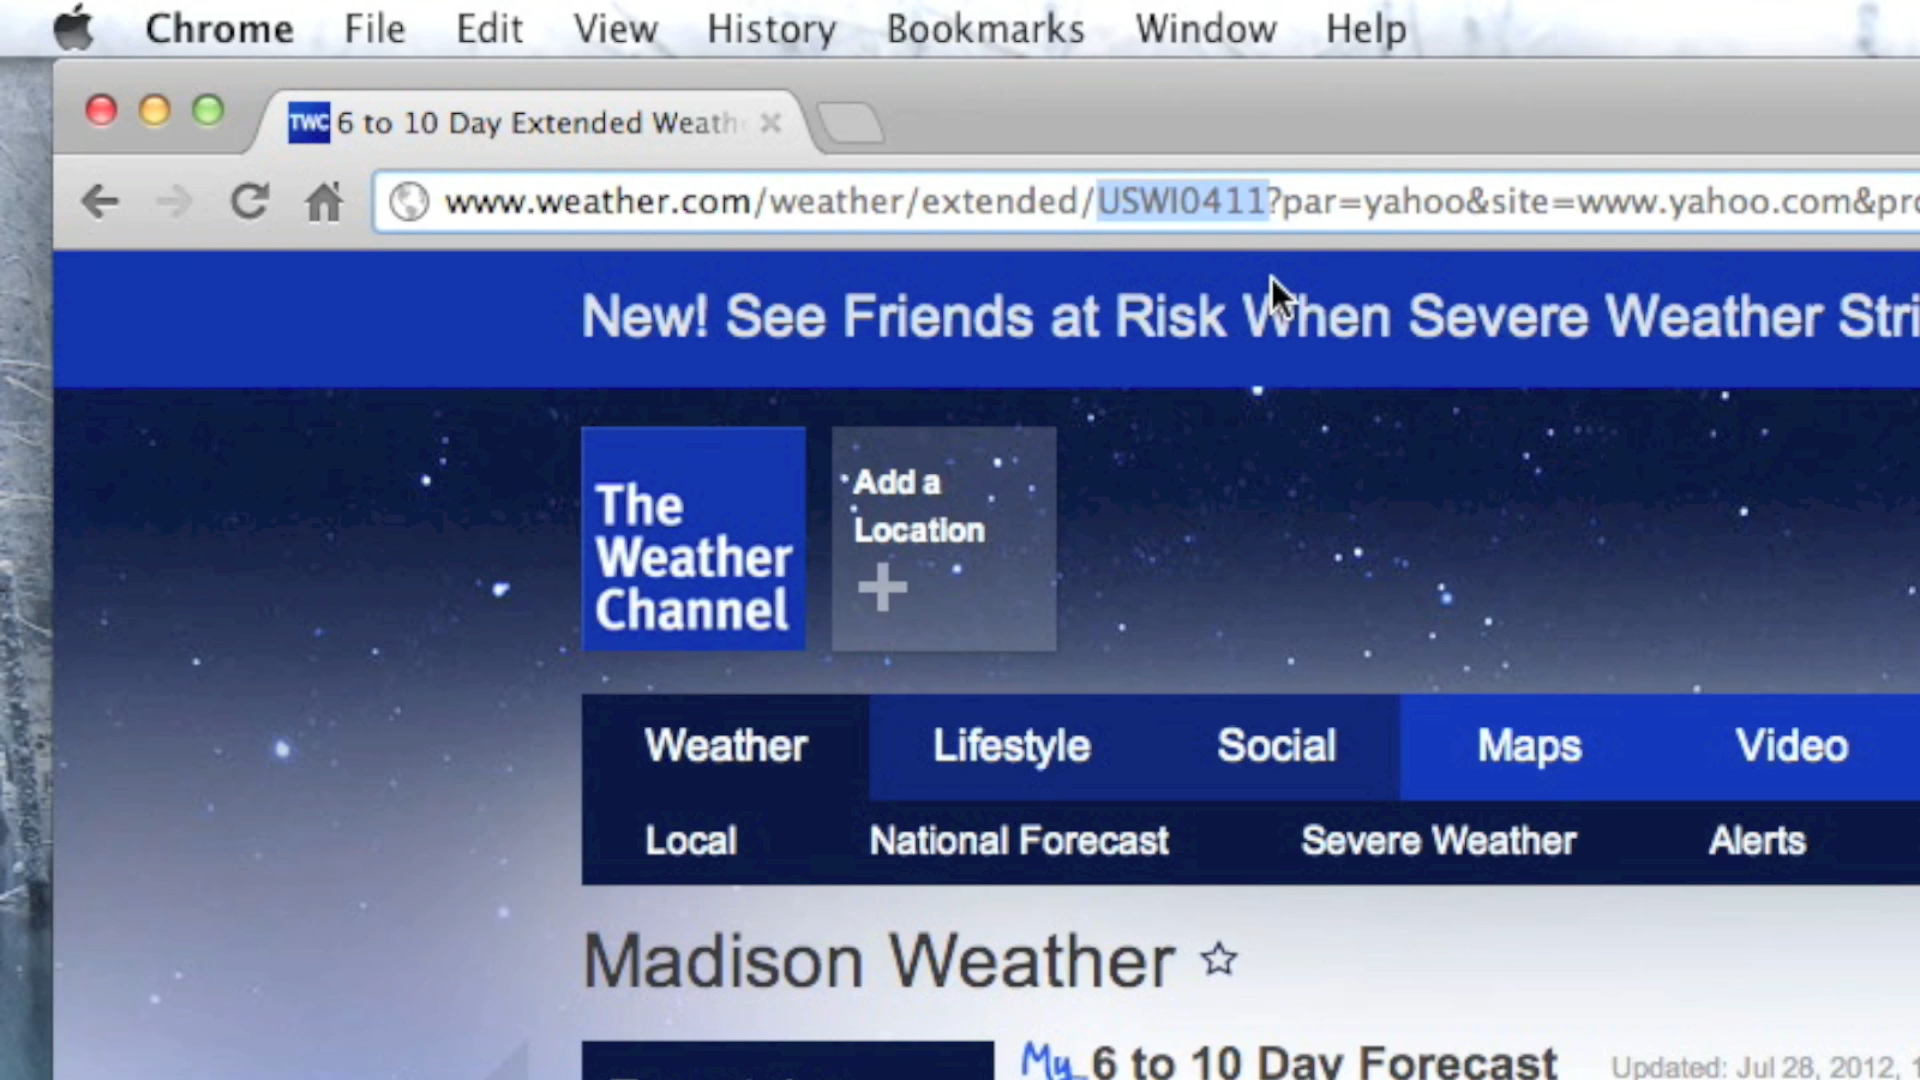 Chrome File Edit View History Bookmarks Window Help
TWC 6 to 10 Day Extended Weath
www.weather.com/weather/extended/USWI0411?par=yahoo&site=www.yahoo.com&pro
New! See Friends at Risk When Severe Weather Stri
The
Weather
Channel
Add a
Location
Weather Lifestyle Social Maps Video
Local National Forecast Severe Weather Alerts
Madison Weather
My 6 to 10 Day Forecast Updated: Jul 28, 2012,